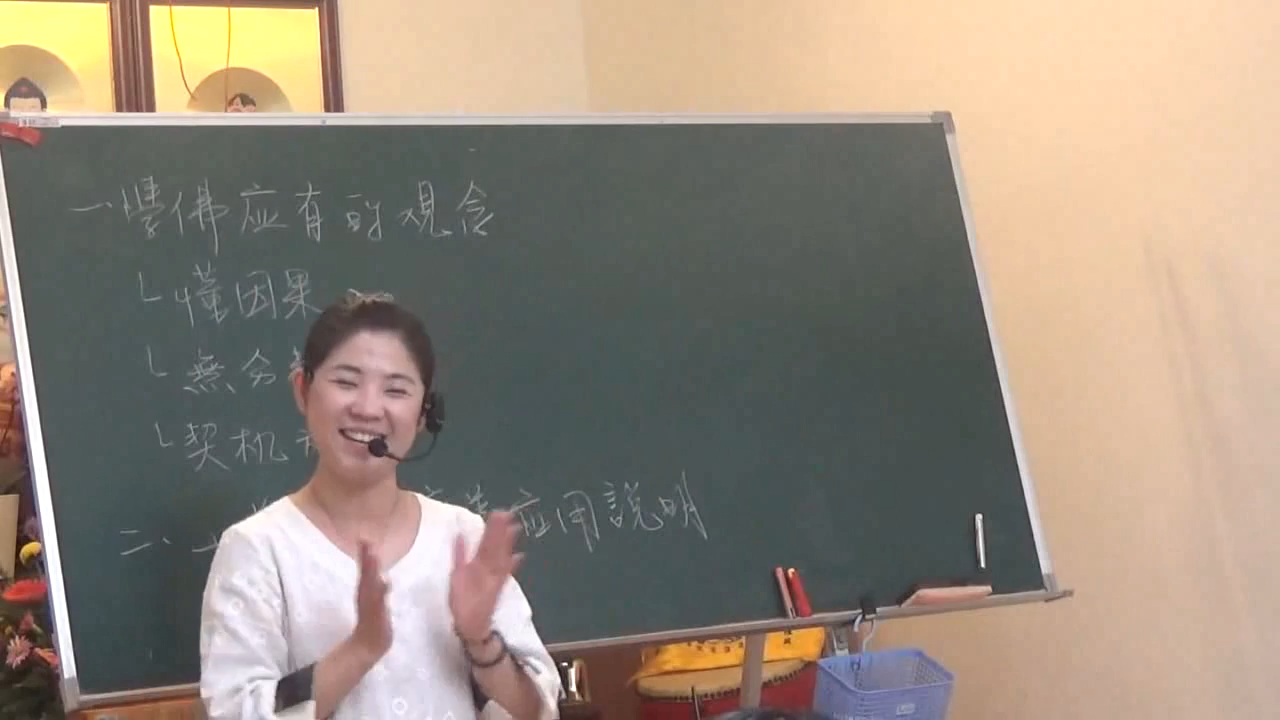 一、學佛应有的观念
└懂因果
└無分
└契机
二、应用說明